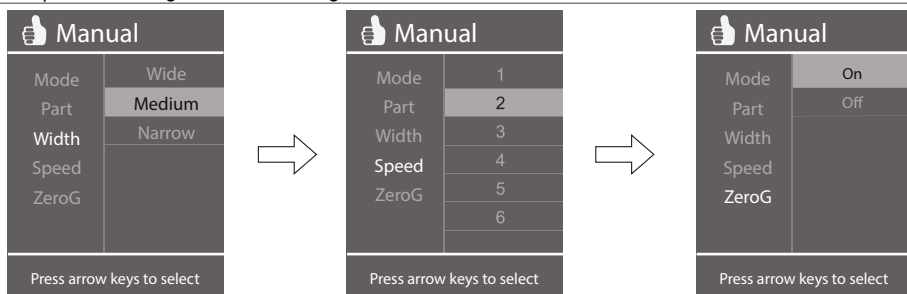 Manual
Mode
Part
Width
Speed
ZeroG
Wide
Medium
Narrow
Press arrow keys to select
Manual
Mode
Part
Width
Speed
ZeroG
1
2
3
4
5
6
Press arrow keys to select
Manual
Mode
Part
Width
Speed
ZeroG
On
Off
Press arrow keys to select